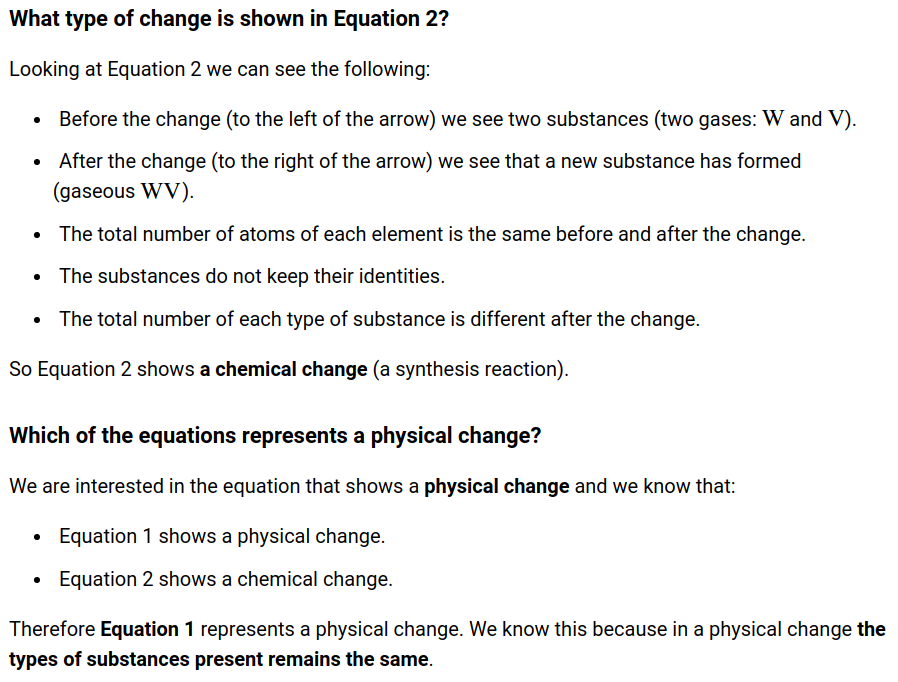 What type of change is shown in Equation 2?
Looking at Equation 2 we can see the following:
• Before the change (to the left of the arrow) we see two substances (two gases: W and V).
• After the change (to the right of the arrow) we see that a new substance has formed
(gaseous WV).
• The total number of atoms of each element is the same before and after the change.
• The substances do not keep their identities.
• The total number of each type of substance is different after the change.
So Equation 2 shows a chemical change (a synthesis reaction).
Which of the equations represents a physical change?
We are interested in the equation that shows a physical change and we know that:
• Equation 1 shows a physical change.
• Equation 2 shows a chemical change.
Therefore Equation 1 represents a physical change. We know this because in a physical change the
types of substances present remains the same.